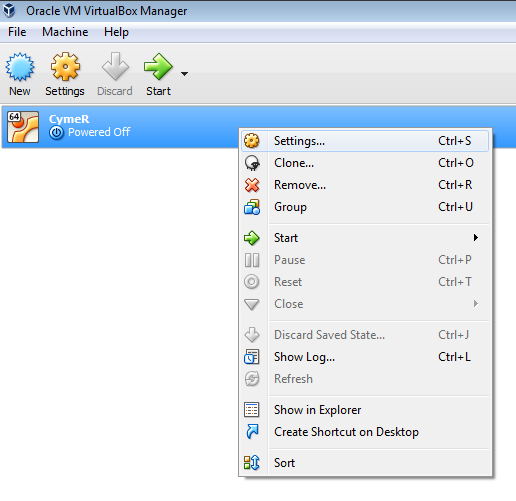 Oracle VM VirtualBox Manager
File Machine Help
New Settings Discard Start
64 CymeR
Powered Off
Settings... Ctrl+S
Clone... Ctrl+O
Remove... Ctrl+R
Group Ctrl+U
Start
Pause Ctrl+P
Reset Ctrl+T
Close
Discard Saved State... Ctrl+J
Show Log... Ctrl+L
Refresh
Show in Explorer
Create Shortcut on Desktop
Sort